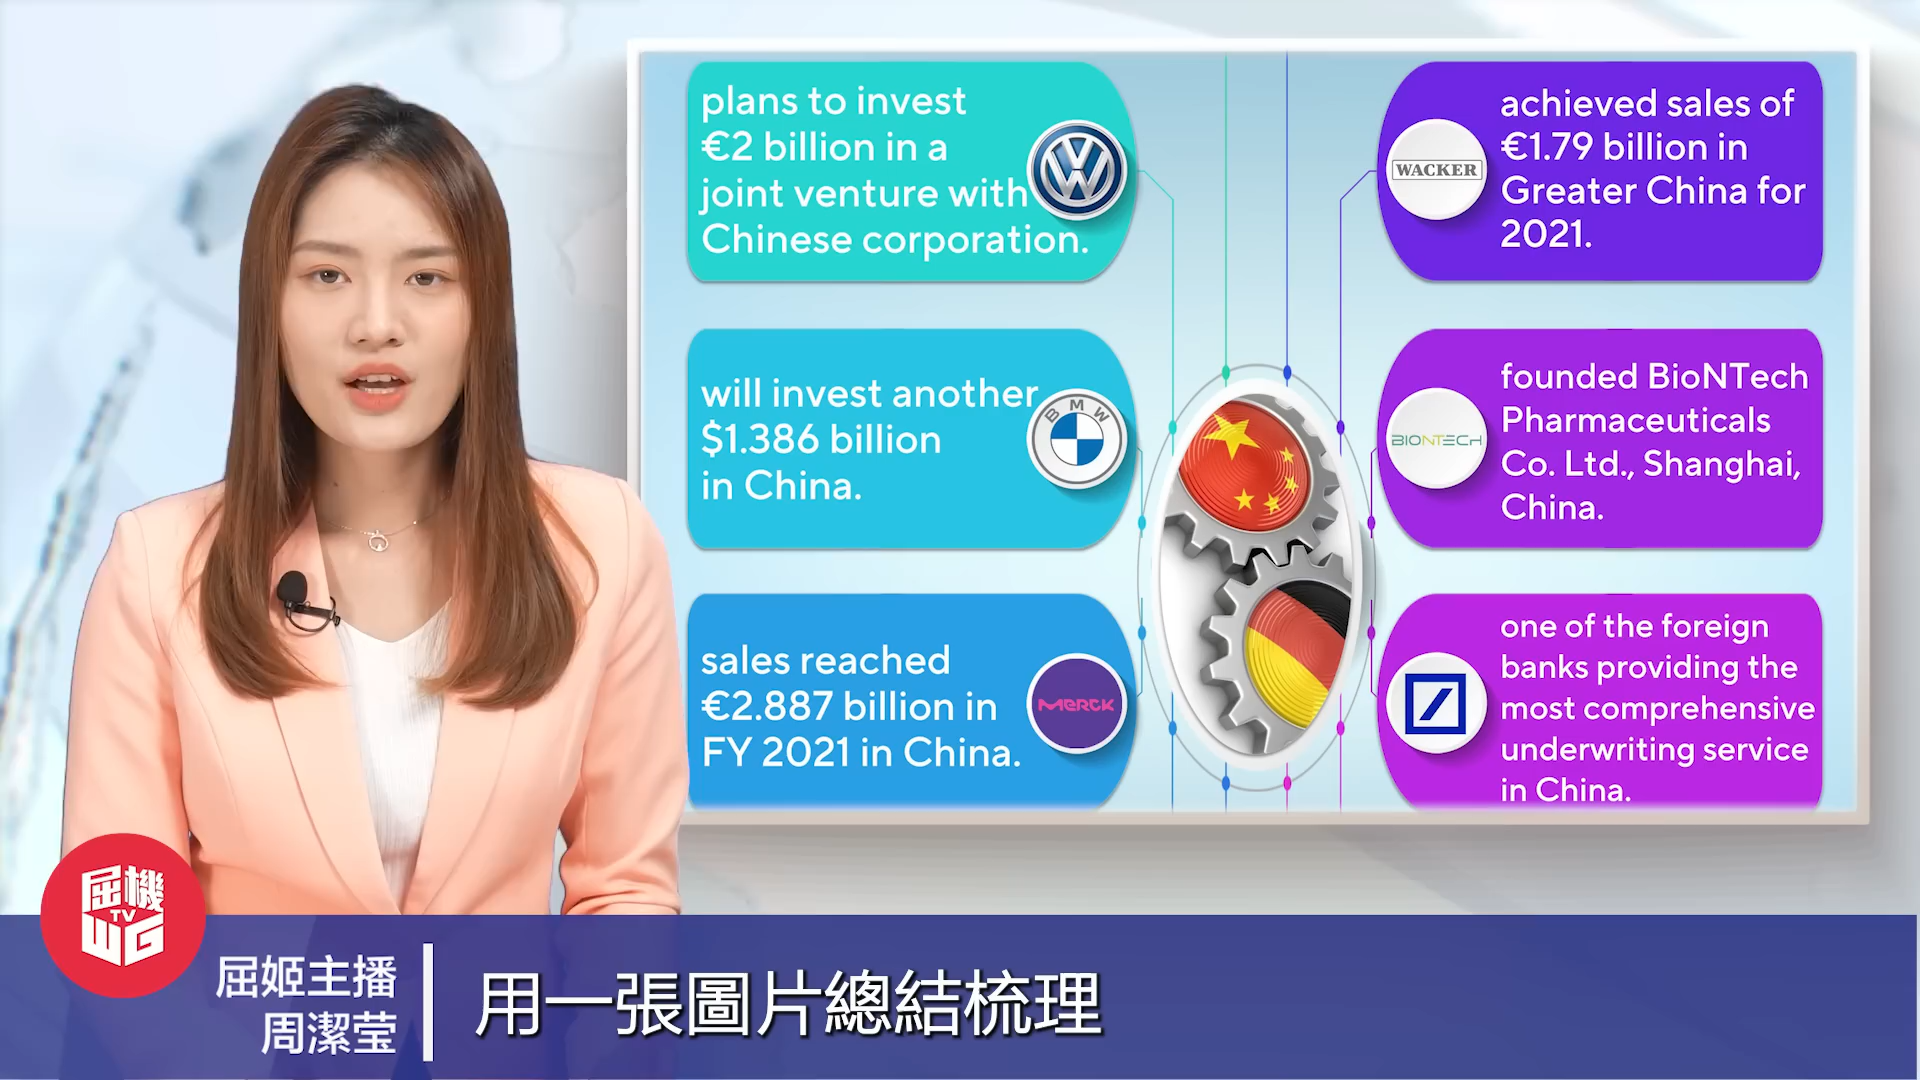 plans to invest
€2 billion in a
joint venture with
Chinese corporation.
WACKER
achieved sales of
€1.79 billion in
Greater China for
2021.
will invest another
$1.386 billion
in China.
BMW
BIONTECH
founded BioNTech
Pharmaceuticals
Co. Ltd., Shanghai,
China.
sales reached
€2.887 billion in
FY 2021 in China.
MERCK
one of the foreign
banks providing the
most comprehensive
underwriting service
in China.
屈機
TV
WG
屈姬主播
周潔莹
用一張圖片總結梳理